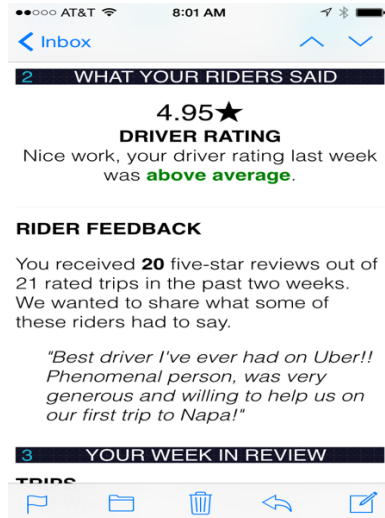 AT&T 8:01 AM
Inbox
2 WHAT YOUR RIDERS SAID
4.95★
DRIVER RATING
Nice work, your driver rating last week
was above average.
RIDER FEEDBACK
You received 20 five-star reviews out of
21 rated trips in the past two weeks.
We wanted to share what some of
these riders had to say.
"Best driver I've ever had on Uber!!
Phenomenal person, was very
generous and willing to help us on
our first trip to Napa!"
3 YOUR WEEK IN REVIEW
TRIPS